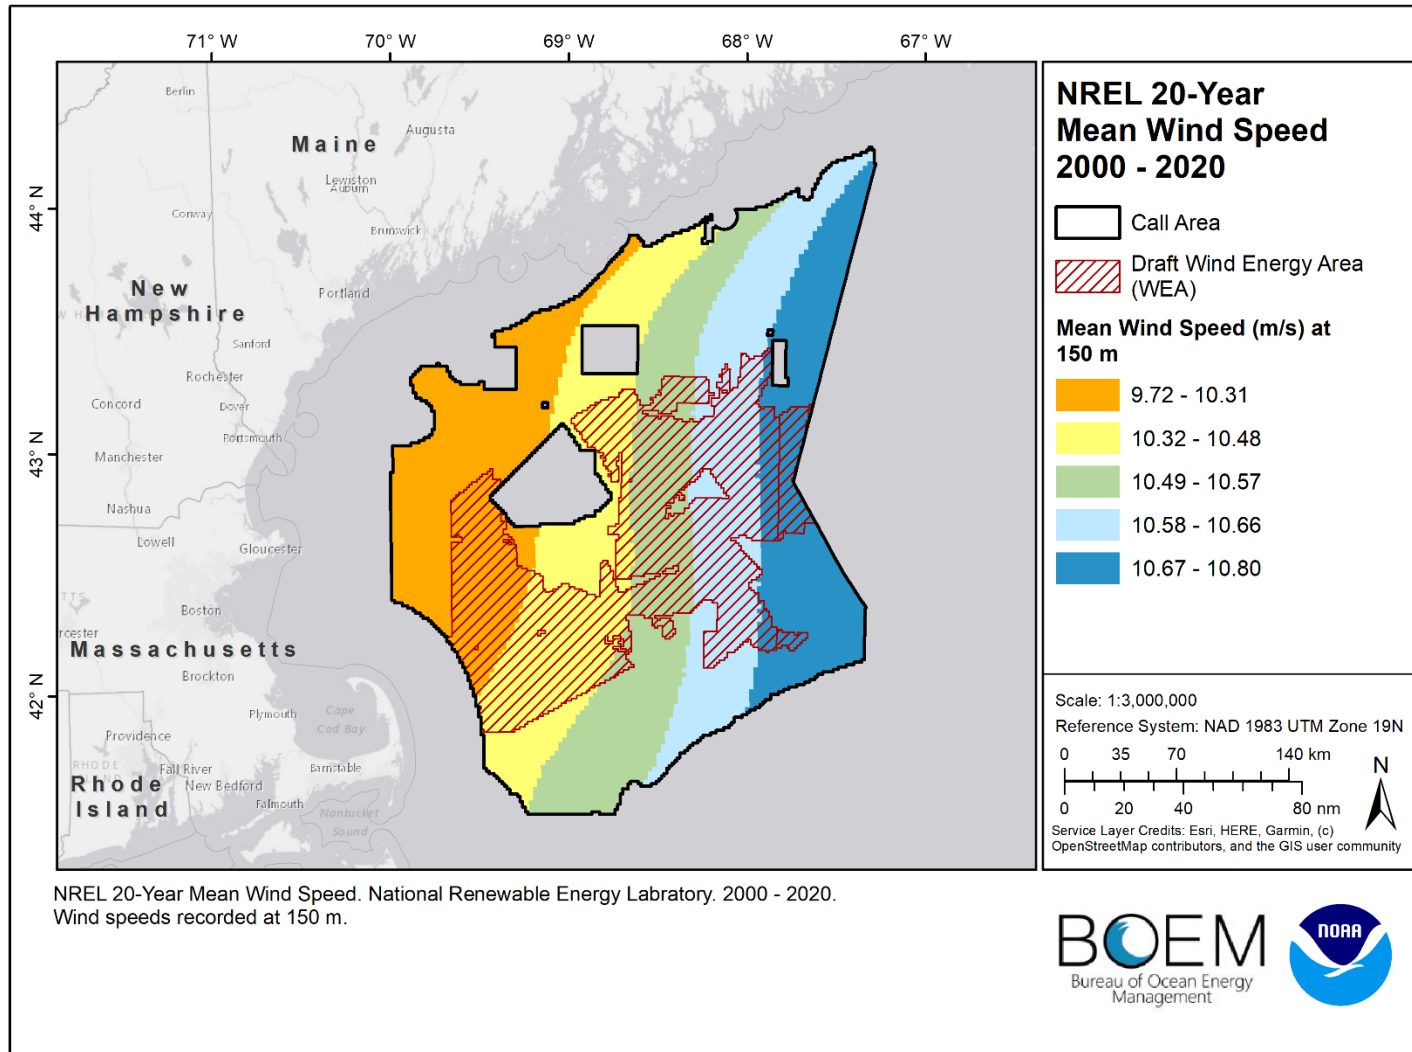 71° W
70° W
69° W
68° W
67° W
44° N
43° N
42° N
Berlin
Augusta
Maine
Lewiston
Auburn
Conway
Brunswick
New
Hampshire
Portland
Sanford
Rochester
Concord
Dover
Portsmouth
Manchester
Nashua
Lowell
Gloucester
Boston
Massachusetts
Brockton
Plymouth
Cape
Cod Bay
Providence
Fall River
New Bedford
Barnstable
Rhode
Island
Falmouth
Nantucket
Sound
NREL 20-Year
Mean Wind Speed
2000 - 2020
Call Area
Draft Wind Energy Area
(WEA)
Mean Wind Speed (m/s) at
150 m
9.72 - 10.31
10.32 - 10.48
10.49 - 10.57
10.58 - 10.66
10.67 - 10.80
Scale: 1:3,000,000
Reference System: NAD 1983 UTM Zone 19N
0 35 70 140 km
0 20 40 80 nm
N
Service Layer Credits: Esri, HERE, Garmin, (c)
OpenStreetMap contributors, and the GIS user community
NREL 20-Year Mean Wind Speed. National Renewable Energy Labratory. 2000 - 2020.
Wind speeds recorded at 150 m.
BOEM
Bureau of Ocean Energy
Management
NOAA